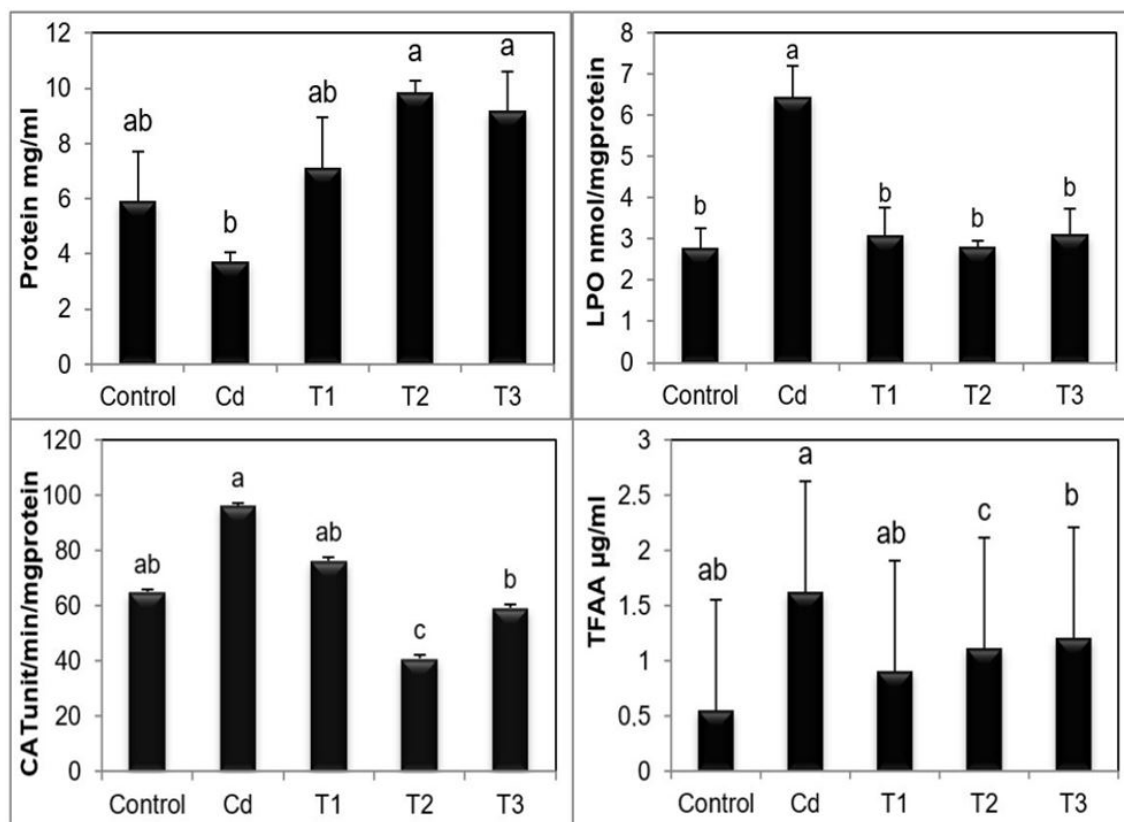 Protein mg/ml
12
10
8
6
4
2
0
ab
b
ab
a
a
Control Cd T1 T2 T3
LPO nmol/mgprotein
8
7
6
5
4
3
2
1
0
b
a
b
b
b
Control Cd T1 T2 T3
CATunit/min/mgprotein
120
100
80
60
40
20
0
ab
a
ab
c
b
Control Cd T1 T2 T3
TFAA µg/ml
3
2.5
2
1.5
1
0.5
0
ab
a
ab
c
b
Control Cd T1 T2 T3